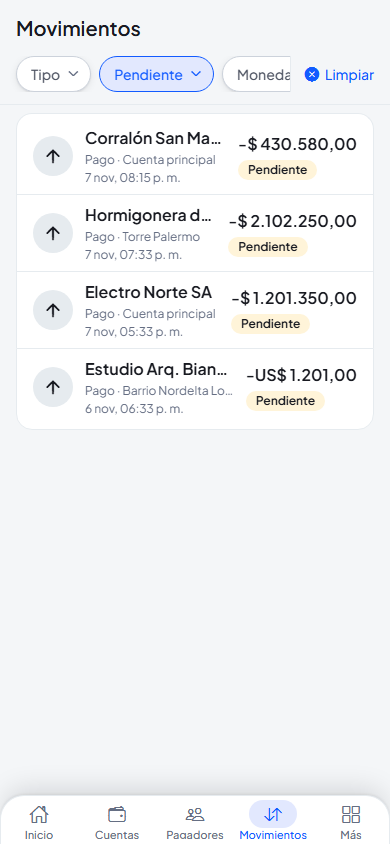 Movimientos
Tipo
Pendiente
Moneda
Limpiar
Corralón San Ma...
-$ 430.580,00
Pago · Cuenta principal
Pendiente
7 nov, 08:15 p. m.
Hormigonera d...
-$ 2.102.250,00
Pago · Torre Palermo
Pendiente
7 nov, 07:33 p. m.
Electro Norte SA
-$ 1.201.350,00
Pago · Cuenta principal
Pendiente
7 nov, 05:33 p. m.
Estudio Arq. Bian...
-US$ 1.201,00
Pago · Barrio Nordelta Lo...
Pendiente
6 nov, 06:33 p. m.
Inicio
Cuentas
Pagadores
Movimientos
Más